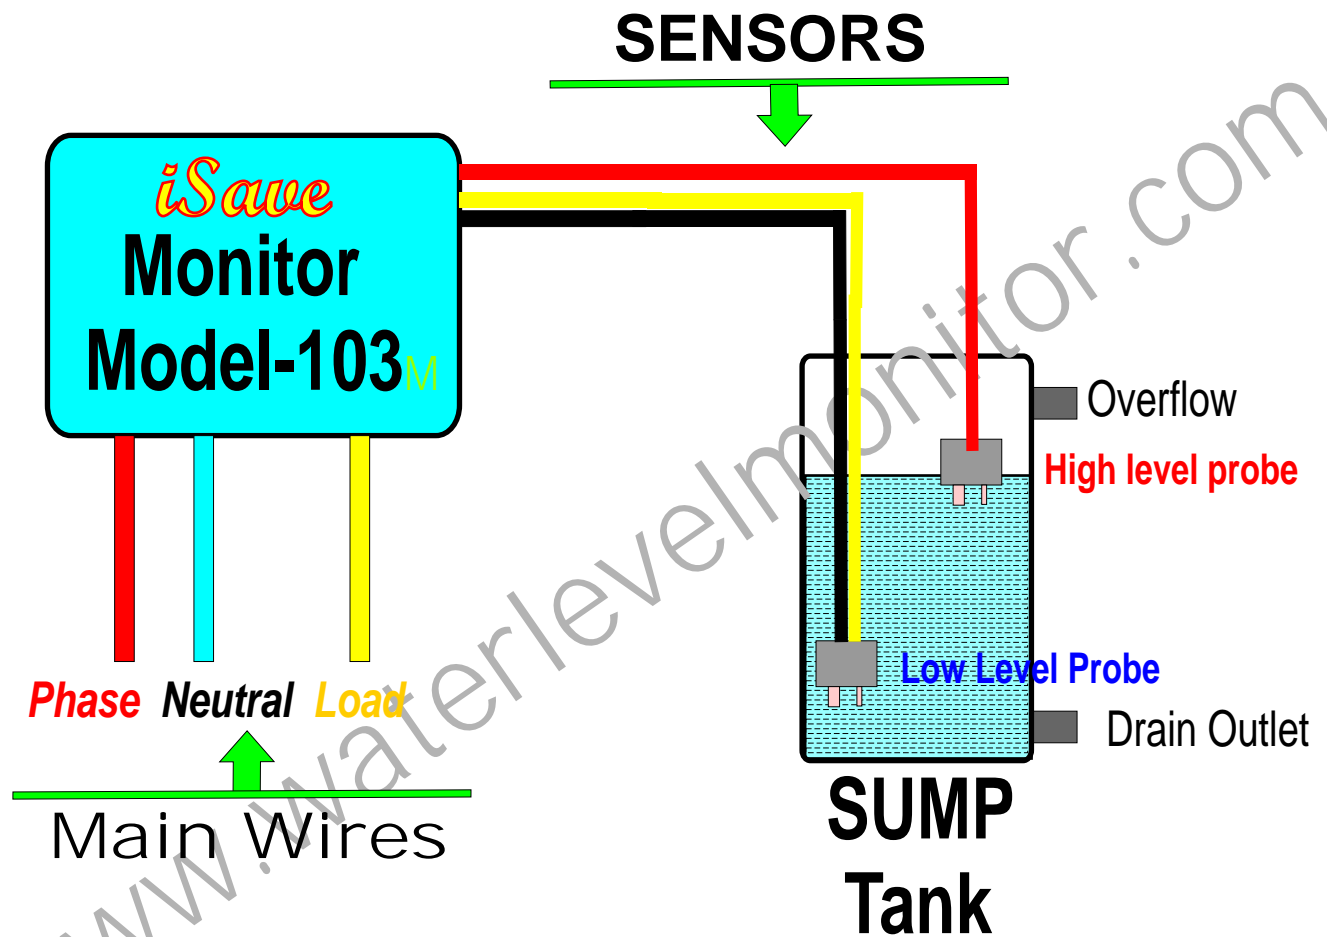 SENSORS
iSave
Monitor
Model-103M
Overflow
High level probe
Low Level Probe
Drain Outlet
Phase Neutral Load
Main Wires
SUMP
Tank
www.waterlevelmonitor.com